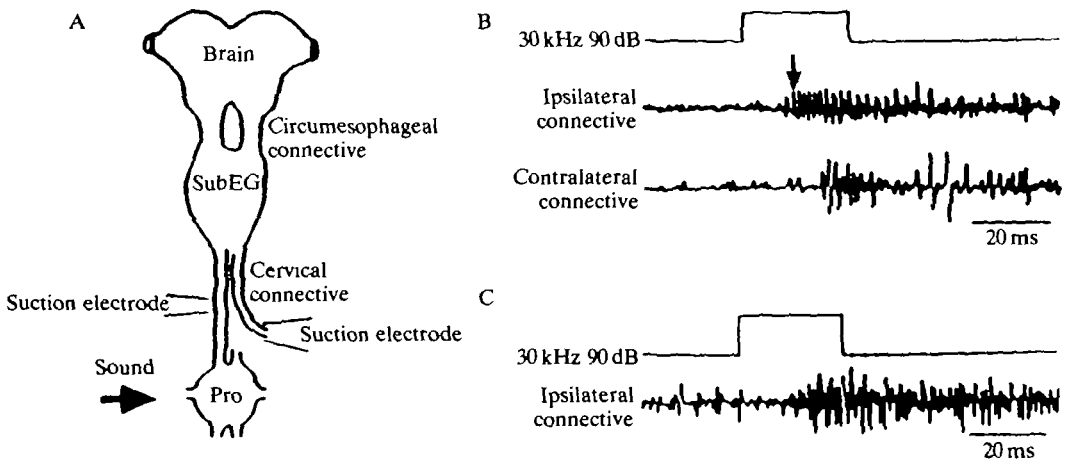 A
Brain
Circumesophageal
connective
SubEG
Cervical
connective
Suction electrode
Suction electrode
Sound
Pro
B
30 kHz 90 dB
Ipsilateral
connective
Contralateral
connective
20 ms
C
30 kHz 90 dB
Ipsilateral
connective
20 ms